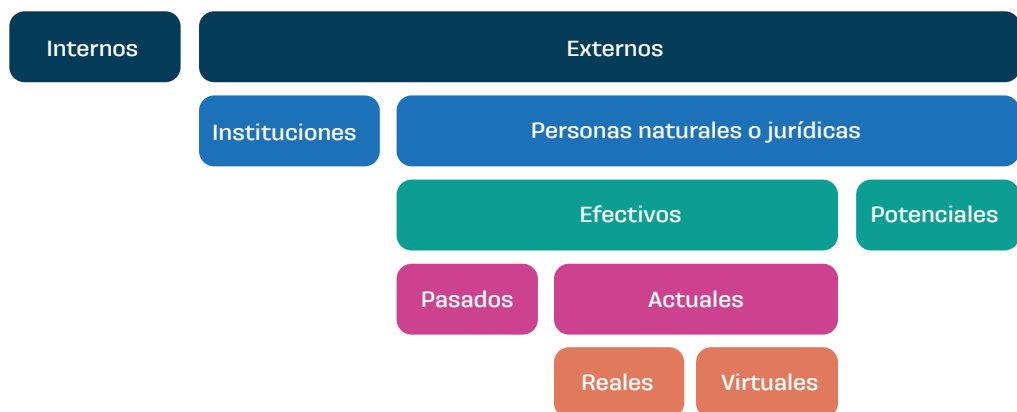 Internos
Externos
Instituciones
Personas naturales o jurídicas
Efectivos
Potenciales
Pasados
Actuales
Reales
Virtuales